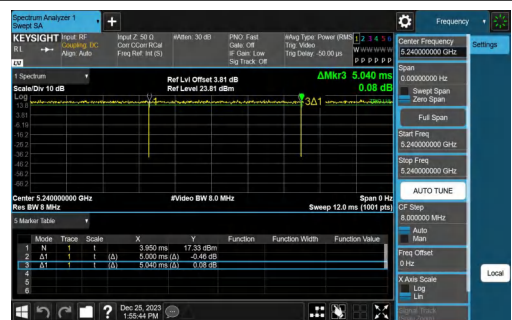 Spectrum Analyzer 1
Swept SA
Frequency
KEYSIGHT
RL
Input: RF
Coupling: DC
Align: Auto
Input Z: 50 Ω
Corr CCorr RCal
Freq Ref: Int (S)
#Atten: 30 dB
PNO: Fast
Gate: Off
IF Gain: Low
Sig Track: Off
#Avg Type: Power (RMS
Trig: Video
Trig Delay: -50.00 µs
1 2 3 4 5 6
W W W W W W
P P P P P P
LXI
Center Frequency
5.240000000 GHz
Settings
Span
0.00000000 Hz
Swept Span
Zero Span
Full Span
Start Freq
5.240000000 GHz
Stop Freq
5.240000000 GHz
AUTO TUNE
CF Step
8.000000 MHz
Auto
Man
Freq Offset
0 Hz
X Axis Scale
Log
Lin
Signal Track
Local
1 Spectrum
Scale/Div 10 dB
Ref Lvl Offset 3.81 dB
Ref Level 23.81 dBm
ΔMkr3 5.040 ms
0.08 dB
Log
13.8
3.81
-6.19
-16.2
-26.2
-36.2
-46.2
-56.2
-66.2
3Δ1
Center 5.240000000 GHz
Res BW 8 MHz
#Video BW 8.0 MHz
Span 0 Hz
Sweep 12.0 ms (1001 pts)
5 Marker Table
Mode Trace Scale X Y Function Function Width Function Value
1 N 1 t 3.950 ms 17.33 dBm
2 Δ1 1 t (Δ) 5.000 ms (Δ) -0.46 dB
3 Δ1 1 t (Δ) 5.040 ms (Δ) 0.08 dB
4
5
6
?
Dec 25, 2023
1:55:44 PM